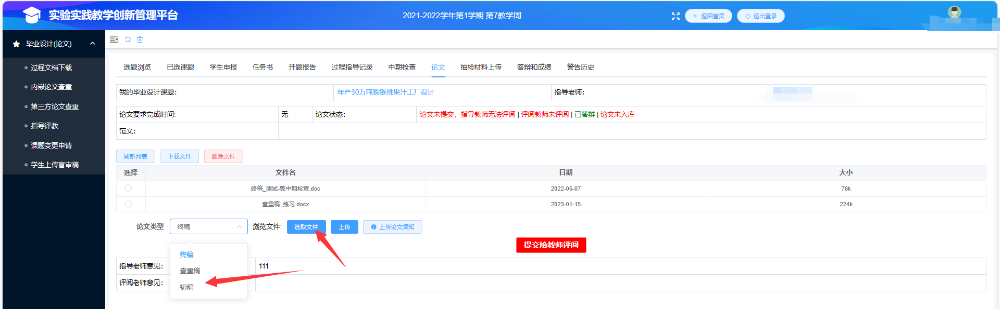 实验实践教学创新管理平台
2021-2022学年第1学期 第7教学周
返回首页
退出登录
毕业设计(论文)
过程文档下载
内嵌论文查重
第三方论文查重
指导评教
课题变更申请
学生上传盲审稿
选题浏览 已选课题 学生申报 任务书 开题报告 过程指导记录 中期检查 论文 抽检材料上传 答辩和成绩 警告历史
我的毕业设计课题: 年产30万吨猕猴桃果汁工厂设计 指导老师:
论文要求完成时间: 无 论文状态: 论文未提交，指导教师无法评阅 | 评阅教师未评阅 | 已答辩 | 论文未入库
范文:
刷新列表 下载文件 删除文件
选择 文件名 日期 大小
终稿_测试-郭中期检查.doc 2022-05-07 76k
查重稿_练习.docx 2023-01-15 224k
论文类型 终稿 浏览文件: 选取文件 上传 上传论文须知
提交给教师评阅
终稿
查重稿
初稿
指导老师意见: 111
评阅老师意见: